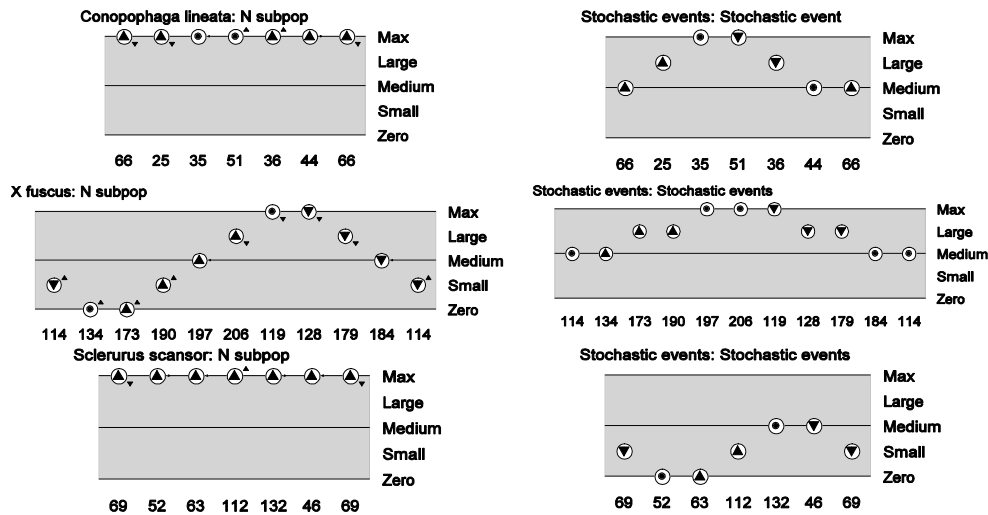 Conopophaga lineata: N subpop
Max
Large
Medium
Small
Zero
66 25 35 51 36 44 66
Stochastic events: Stochastic event
Max
Large
Medium
Small
Zero
66 25 35 51 36 44 66
X fuscus: N subpop
Max
Large
Medium
Small
Zero
114 134 173 190 197 206 119 128 179 184 114
Stochastic events: Stochastic events
Max
Large
Medium
Small
Zero
114 134 173 190 197 206 119 128 179 184 114
Sclerurus scansor: N subpop
Max
Large
Medium
Small
Zero
69 52 63 112 132 46 69
Stochastic events: Stochastic events
Max
Large
Medium
Small
Zero
69 52 63 112 132 46 69